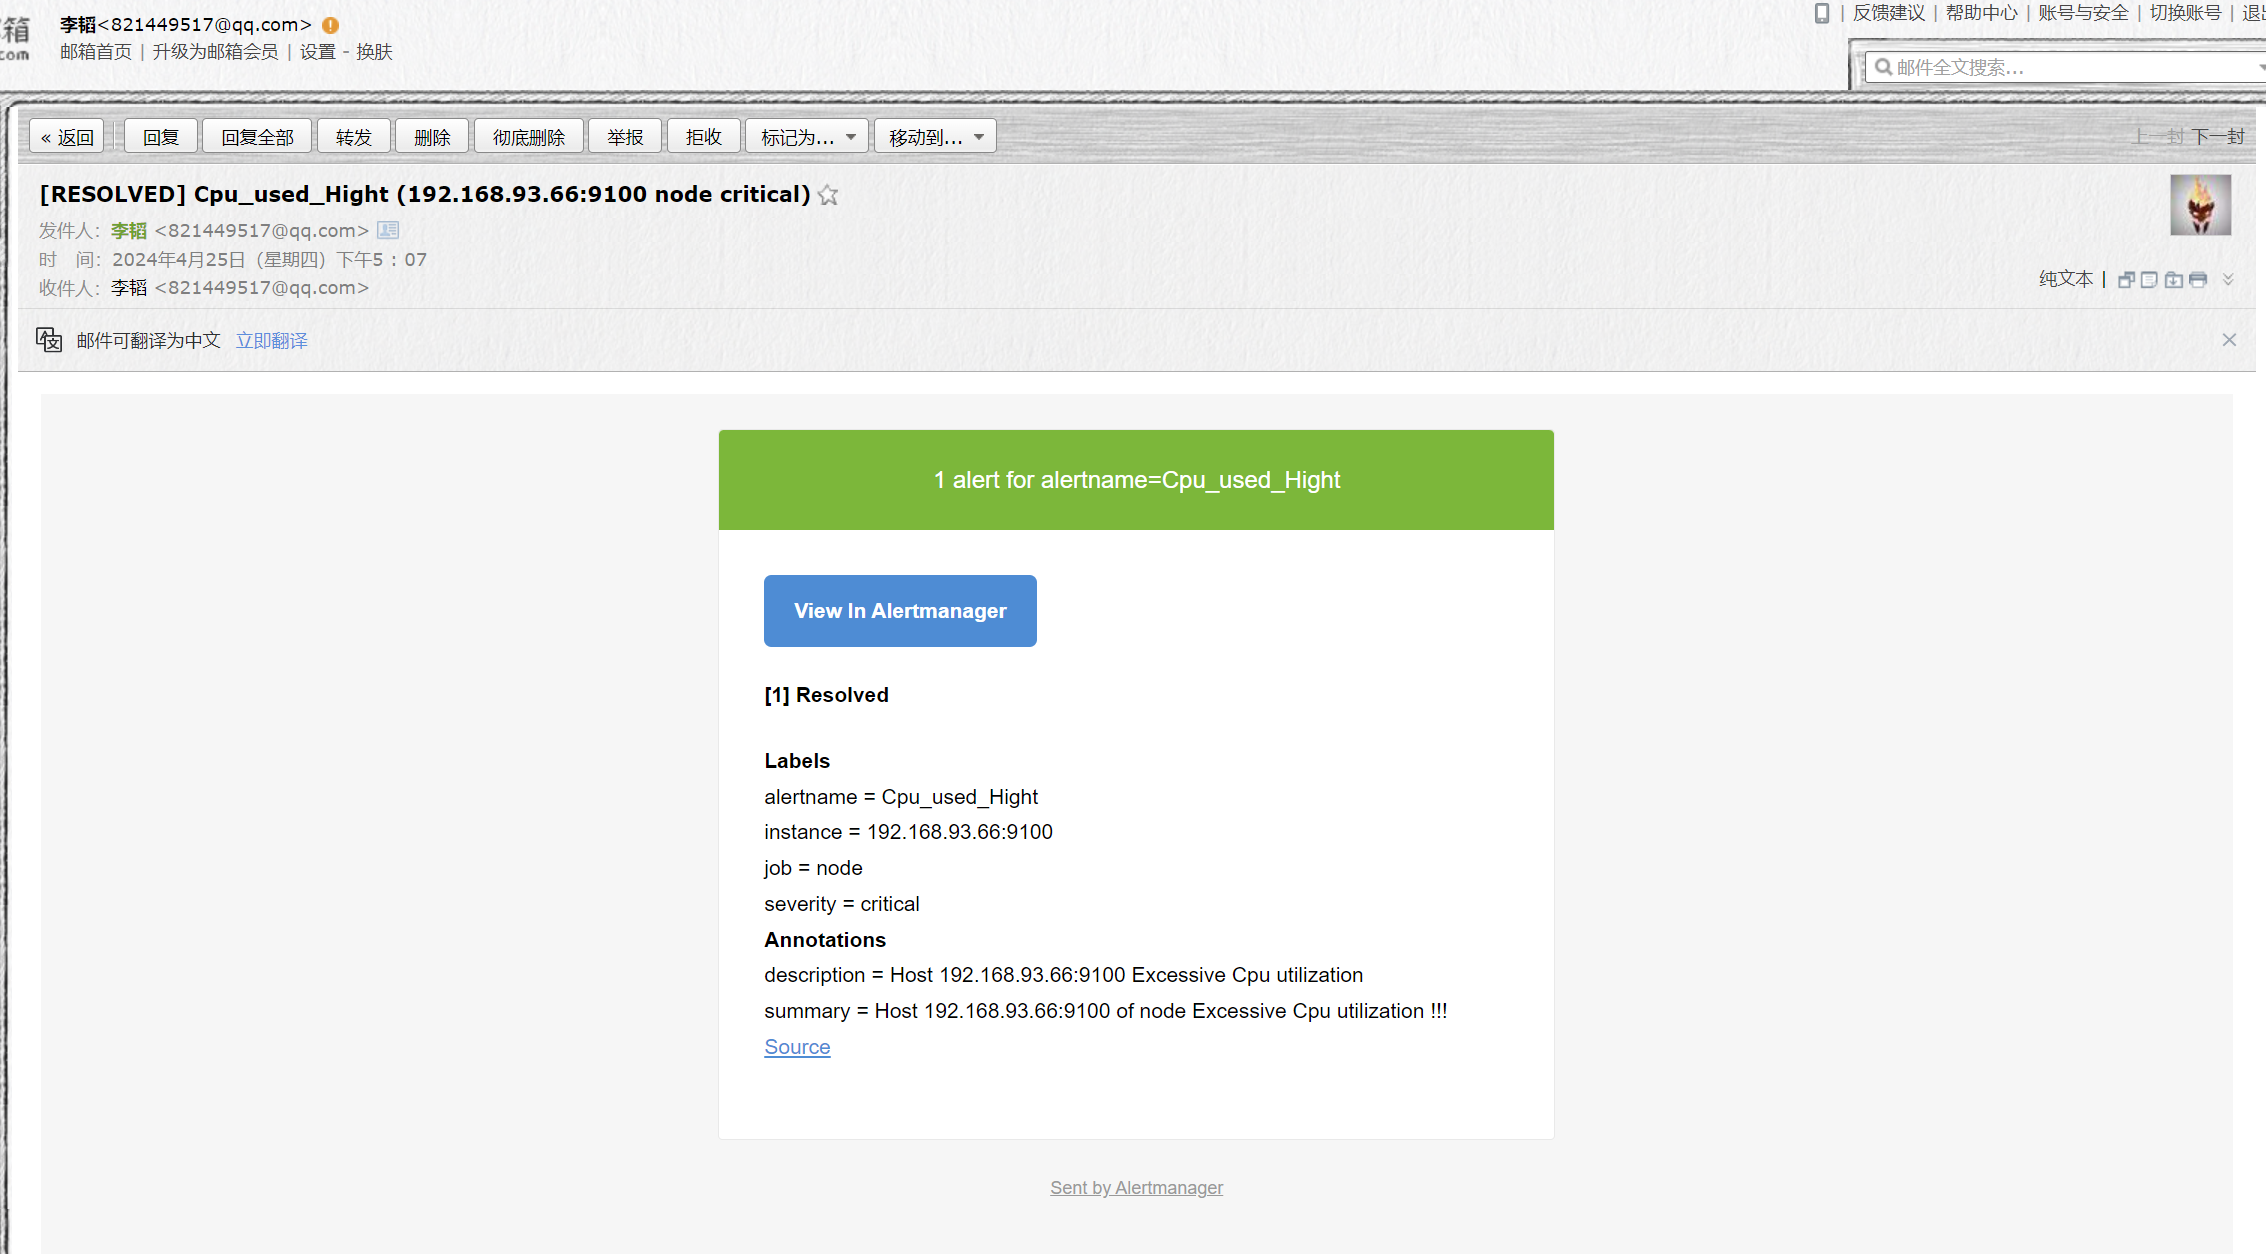 箱
com
李韬<821449517@qq.com>
邮箱首页 | 升级为邮箱会员 | 设置 - 换肤
| 反馈建议 | 帮助中心 | 账号与安全 | 切换账号 | 退出
邮件全文搜索...
« 返回 回复 回复全部 转发 删除 彻底删除 举报 拒收 标记为... 移动到... 上一封 下一封
[RESOLVED] Cpu_used_Hight (192.168.93.66:9100 node critical)
发件人：李韬 <821449517@qq.com>
时 间：2024年4月25日（星期四）下午5：07
收件人：李韬 <821449517@qq.com>
纯文本 |
邮件可翻译为中文 立即翻译
1 alert for alertname=Cpu_used_Hight
View In Alertmanager
[1] Resolved
Labels
alertname = Cpu_used_Hight
instance = 192.168.93.66:9100
job = node
severity = critical
Annotations
description = Host 192.168.93.66:9100 Excessive Cpu utilization
summary = Host 192.168.93.66:9100 of node Excessive Cpu utilization !!!
Source
Sent by Alertmanager